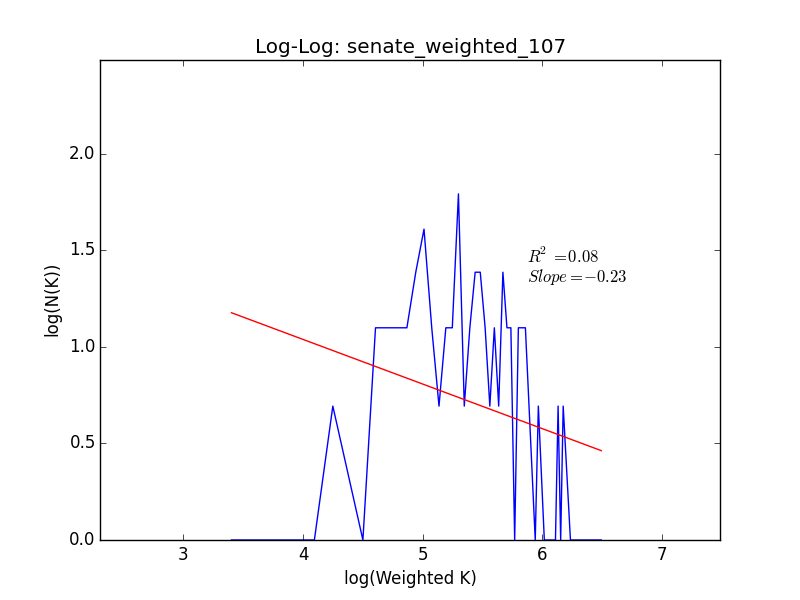 Log-Log: senate_weighted_107
log(N(K))
2.0
1.5
1.0
0.5
0.0
R² =0.08
Slope=−0.23
3 4 5 6 7
log(Weighted K)